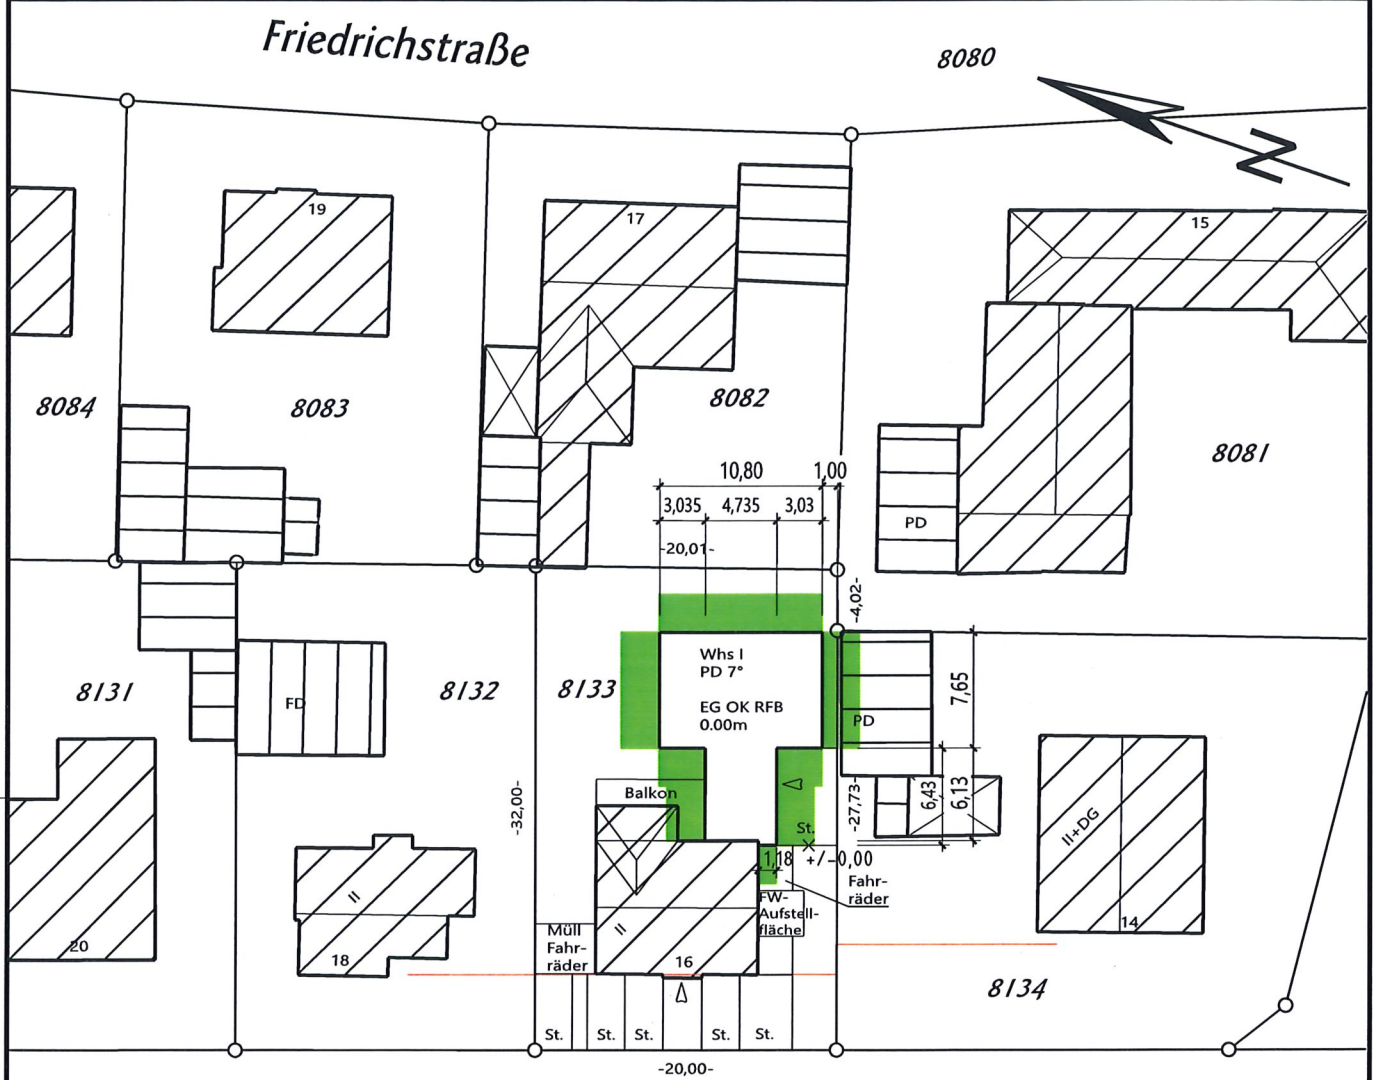 Friedrichstraße
8080
N
19
17
15
8084
8083
8082
8081
10,80
1,00
3,035
4,735
3,03
PD
-20,01-
-4,02-
Whs I
PD 7°
EG OK RFB
0.00m
8131
FD
8132
8133
PD
7,65
Balkon
-32,00-
-27,73-
6,43
6,13
II+DG
St.
1,18
+/-0,00
Fahr-
räder
FW-
Aufstell-
fläche
II
II
Müll
Fahr-
räder
20
18
16
14
8134
St.
St.
St.
St.
St.
-20,00-